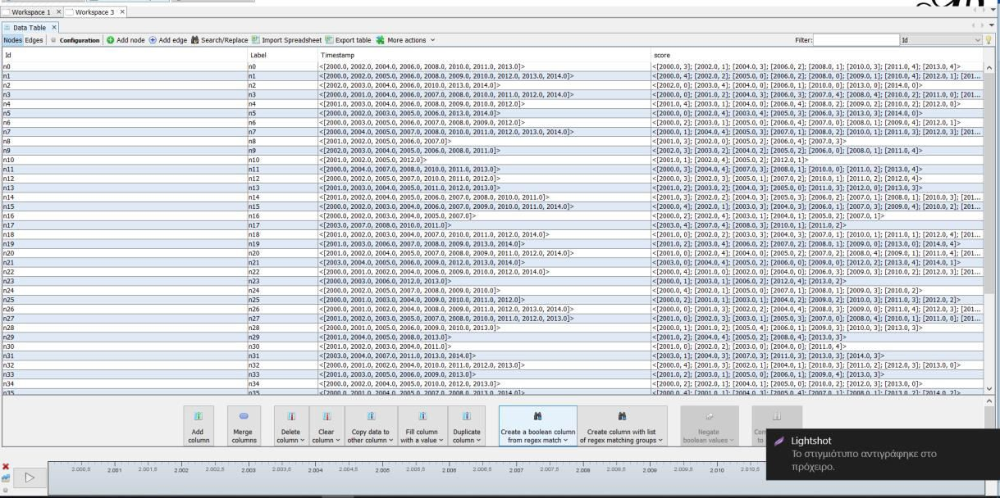 Workspace 1 × Workspace 3 ×
Data Table ×
Nodes Edges Configuration Add node Add edge Search/Replace Import Spreadsheet Export table More actions Filter: Id
Id Label Timestamp score
n0 n0 <[2000.0, 2002.0, 2004.0, 2006.0, 2008.0, 2010.0, 2011.0, 2013.0]> <[2000.0, 3]; [2002.0, 1]; [2004.0, 3]; [2006.0, 2]; [2008.0, 1]; [2010.0, 3]; [2011.0, 4]; [2013.0, 4]>
n1 n1 <[2000.0, 2002.0, 2005.0, 2006.0, 2008.0, 2009.0, 2010.0, 2012.0, 2013.0, 2014.0]> <[2000.0, 4]; [2002.0, 2]; [2005.0, 0]; [2006.0, 2]; [2008.0, 0]; [2009.0, 1]; [2010.0, 4]; [2012.0, 1]; [201...
n2 n2 <[2002.0, 2003.0, 2004.0, 2006.0, 2010.0, 2013.0, 2014.0]> <[2002.0, 0]; [2003.0, 4]; [2004.0, 0]; [2006.0, 1]; [2010.0, 0]; [2013.0, 0]; [2014.0, 0]>
n3 n3 <[2000.0, 2001.0, 2004.0, 2006.0, 2007.0, 2008.0, 2010.0, 2011.0, 2012.0, 2014.0]> <[2000.0, 0]; [2001.0, 2]; [2004.0, 3]; [2006.0, 3]; [2007.0, 4]; [2008.0, 4]; [2010.0, 2]; [2011.0, 0]; [201...
n4 n4 <[2001.0, 2003.0, 2004.0, 2006.0, 2008.0, 2009.0, 2010.0, 2012.0]> <[2001.0, 4]; [2003.0, 1]; [2004.0, 0]; [2006.0, 4]; [2008.0, 2]; [2009.0, 2]; [2010.0, 2]; [2012.0, 0]>
n5 n5 <[2000.0, 2002.0, 2003.0, 2005.0, 2006.0, 2013.0, 2014.0]> <[2000.0, 0]; [2002.0, 4]; [2003.0, 4]; [2005.0, 3]; [2006.0, 3]; [2013.0, 3]; [2014.0, 0]>
n6 n6 <[2000.0, 2003.0, 2005.0, 2006.0, 2007.0, 2008.0, 2009.0, 2012.0]> <[2000.0, 2]; [2003.0, 1]; [2005.0, 0]; [2006.0, 0]; [2007.0, 0]; [2008.0, 1]; [2009.0, 4]; [2012.0, 1]>
n7 n7 <[2000.0, 2004.0, 2005.0, 2007.0, 2008.0, 2010.0, 2011.0, 2012.0, 2013.0, 2014.0]> <[2000.0, 1]; [2004.0, 4]; [2005.0, 3]; [2007.0, 1]; [2008.0, 2]; [2010.0, 1]; [2011.0, 3]; [2012.0, 3]; [201...
n8 n8 <[2001.0, 2002.0, 2005.0, 2006.0, 2007.0]> <[2001.0, 3]; [2002.0, 0]; [2005.0, 2]; [2006.0, 4]; [2007.0, 3]>
n9 n9 <[2002.0, 2003.0, 2004.0, 2005.0, 2006.0, 2008.0, 2011.0]> <[2002.0, 3]; [2003.0, 2]; [2004.0, 2]; [2005.0, 2]; [2006.0, 0]; [2008.0, 1]; [2011.0, 4]>
n10 n10 <[2001.0, 2002.0, 2005.0, 2012.0]> <[2001.0, 1]; [2002.0, 4]; [2005.0, 2]; [2012.0, 1]>
n11 n11 <[2000.0, 2004.0, 2007.0, 2008.0, 2010.0, 2011.0, 2013.0]> <[2000.0, 3]; [2004.0, 4]; [2007.0, 3]; [2008.0, 1]; [2010.0, 0]; [2011.0, 2]; [2013.0, 4]>
n12 n12 <[2000.0, 2002.0, 2005.0, 2007.0, 2010.0, 2011.0, 2012.0]> <[2000.0, 4]; [2002.0, 3]; [2005.0, 1]; [2007.0, 2]; [2010.0, 1]; [2011.0, 2]; [2012.0, 4]>
n13 n13 <[2001.0, 2003.0, 2004.0, 2005.0, 2011.0, 2012.0, 2013.0]> <[2001.0, 2]; [2003.0, 2]; [2004.0, 3]; [2005.0, 0]; [2011.0, 3]; [2012.0, 0]; [2013.0, 3]>
n14 n14 <[2001.0, 2002.0, 2004.0, 2005.0, 2006.0, 2007.0, 2008.0, 2010.0, 2011.0]> <[2001.0, 3]; [2002.0, 2]; [2004.0, 3]; [2005.0, 3]; [2006.0, 2]; [2007.0, 1]; [2008.0, 1]; [2010.0, 3]; [201...
n15 n15 <[2000.0, 2002.0, 2003.0, 2004.0, 2006.0, 2007.0, 2009.0, 2010.0, 2011.0, 2014.0]> <[2000.0, 4]; [2002.0, 1]; [2003.0, 4]; [2004.0, 3]; [2006.0, 1]; [2007.0, 3]; [2009.0, 4]; [2010.0, 2]; [201...
n16 n16 <[2000.0, 2002.0, 2003.0, 2004.0, 2005.0, 2007.0]> <[2000.0, 2]; [2002.0, 4]; [2003.0, 1]; [2004.0, 1]; [2005.0, 2]; [2007.0, 1]>
n17 n17 <[2003.0, 2007.0, 2008.0, 2010.0, 2011.0]> <[2003.0, 4]; [2007.0, 4]; [2008.0, 3]; [2010.0, 1]; [2011.0, 2]>
n18 n18 <[2001.0, 2002.0, 2003.0, 2004.0, 2007.0, 2010.0, 2011.0, 2012.0, 2014.0]> <[2001.0, 0]; [2002.0, 2]; [2003.0, 3]; [2004.0, 3]; [2007.0, 1]; [2010.0, 1]; [2011.0, 1]; [2012.0, 4]; [201...
n19 n19 <[2001.0, 2003.0, 2006.0, 2007.0, 2008.0, 2009.0, 2013.0, 2014.0]> <[2001.0, 2]; [2003.0, 4]; [2006.0, 2]; [2007.0, 2]; [2008.0, 1]; [2009.0, 0]; [2013.0, 0]; [2014.0, 4]>
n20 n20 <[2001.0, 2002.0, 2004.0, 2005.0, 2007.0, 2008.0, 2009.0, 2011.0, 2012.0, 2014.0]> <[2001.0, 1]; [2002.0, 4]; [2004.0, 0]; [2005.0, 2]; [2007.0, 2]; [2008.0, 4]; [2009.0, 1]; [2011.0, 4]; [201...
n21 n21 <[2003.0, 2004.0, 2005.0, 2006.0, 2009.0, 2012.0, 2013.0, 2014.0]> <[2003.0, 0]; [2004.0, 4]; [2005.0, 2]; [2006.0, 0]; [2009.0, 0]; [2012.0, 2]; [2013.0, 4]; [2014.0, 1]>
n22 n22 <[2000.0, 2001.0, 2002.0, 2004.0, 2006.0, 2009.0, 2010.0, 2012.0, 2014.0]> <[2000.0, 4]; [2001.0, 0]; [2002.0, 0]; [2004.0, 0]; [2006.0, 3]; [2009.0, 3]; [2010.0, 2]; [2012.0, 3]; [201...
n23 n23 <[2000.0, 2003.0, 2006.0, 2012.0, 2013.0]> <[2000.0, 1]; [2003.0, 1]; [2006.0, 2]; [2012.0, 4]; [2013.0, 2]>
n24 n24 <[2000.0, 2002.0, 2005.0, 2007.0, 2008.0, 2009.0, 2010.0]> <[2000.0, 4]; [2002.0, 1]; [2005.0, 0]; [2007.0, 1]; [2008.0, 1]; [2009.0, 3]; [2010.0, 2]>
n25 n25 <[2000.0, 2001.0, 2003.0, 2004.0, 2009.0, 2010.0, 2011.0, 2012.0]> <[2000.0, 2]; [2001.0, 1]; [2003.0, 1]; [2004.0, 2]; [2009.0, 1]; [2010.0, 0]; [2011.0, 3]; [2012.0, 2]>
n26 n26 <[2000.0, 2001.0, 2002.0, 2004.0, 2008.0, 2009.0, 2011.0, 2012.0, 2013.0, 2014.0]> <[2000.0, 0]; [2001.0, 3]; [2002.0, 2]; [2004.0, 4]; [2008.0, 3]; [2009.0, 0]; [2011.0, 4]; [2012.0, 3]; [201...
n27 n27 <[2001.0, 2002.0, 2003.0, 2005.0, 2007.0, 2008.0, 2010.0, 2011.0, 2012.0, 2013.0]> <[2001.0, 0]; [2002.0, 3]; [2003.0, 1]; [2005.0, 3]; [2007.0, 0]; [2008.0, 4]; [2010.0, 1]; [2011.0, 0]; [201...
n28 n28 <[2000.0, 2001.0, 2005.0, 2006.0, 2009.0, 2010.0, 2013.0]> <[2000.0, 1]; [2001.0, 2]; [2005.0, 4]; [2006.0, 1]; [2009.0, 3]; [2010.0, 3]; [2013.0, 3]>
n29 n29 <[2001.0, 2004.0, 2005.0, 2008.0, 2013.0]> <[2001.0, 2]; [2004.0, 4]; [2005.0, 2]; [2008.0, 4]; [2013.0, 3]>
n30 n30 <[2001.0, 2002.0, 2003.0, 2004.0, 2011.0]> <[2001.0, 0]; [2002.0, 2]; [2003.0, 0]; [2004.0, 0]; [2011.0, 4]>
n31 n31 <[2003.0, 2004.0, 2007.0, 2011.0, 2013.0, 2014.0]> <[2003.0, 1]; [2004.0, 3]; [2007.0, 3]; [2011.0, 3]; [2013.0, 3]; [2014.0, 3]>
n32 n32 <[2000.0, 2001.0, 2002.0, 2004.0, 2010.0, 2011.0, 2012.0, 2013.0]> <[2000.0, 4]; [2001.0, 3]; [2002.0, 1]; [2004.0, 1]; [2010.0, 3]; [2011.0, 2]; [2012.0, 3]; [2013.0, 0]>
n33 n33 <[2001.0, 2003.0, 2005.0, 2006.0, 2009.0, 2013.0]> <[2001.0, 2]; [2003.0, 1]; [2005.0, 0]; [2006.0, 1]; [2009.0, 4]; [2013.0, 3]>
n34 n34 <[2000.0, 2002.0, 2004.0, 2005.0, 2010.0, 2012.0, 2013.0]> <[2000.0, 2]; [2002.0, 1]; [2004.0, 1]; [2005.0, 0]; [2010.0, 2]; [2012.0, 3]; [2013.0, 0]>
n35 n35 <[2000.0, 2001.0, 2004.0, 2005.0, 2007.0, 2008.0, 2013.0, 2014.0]> <[2000.0, 4]; [2001.0, 1]; [2004.0, 3]; [2005.0, 4]; [2007.0, 1]; [2008.0, 1]; [2013.0, 2]; [2014.0, 2]>
Add column
Merge columns
Delete column
Clear column
Copy data to other column
Fill column with a value
Duplicate column
Create a boolean column from regex match
Create column with list of regex matching groups
Negate boolean values
Lightshot
Το στιγμιότυπο αντιγράφηκε στο
πρόχειρο.
2.000,5 2.001 2.001,5 2.002 2.002,5 2.003 2.003,5 2.004 2.004,5 2.005 2.005,5 2.006 2.006,5 2.007 2.007,5 2.008 2.008,5 2.009 2.009,5 2.010 2.010,5